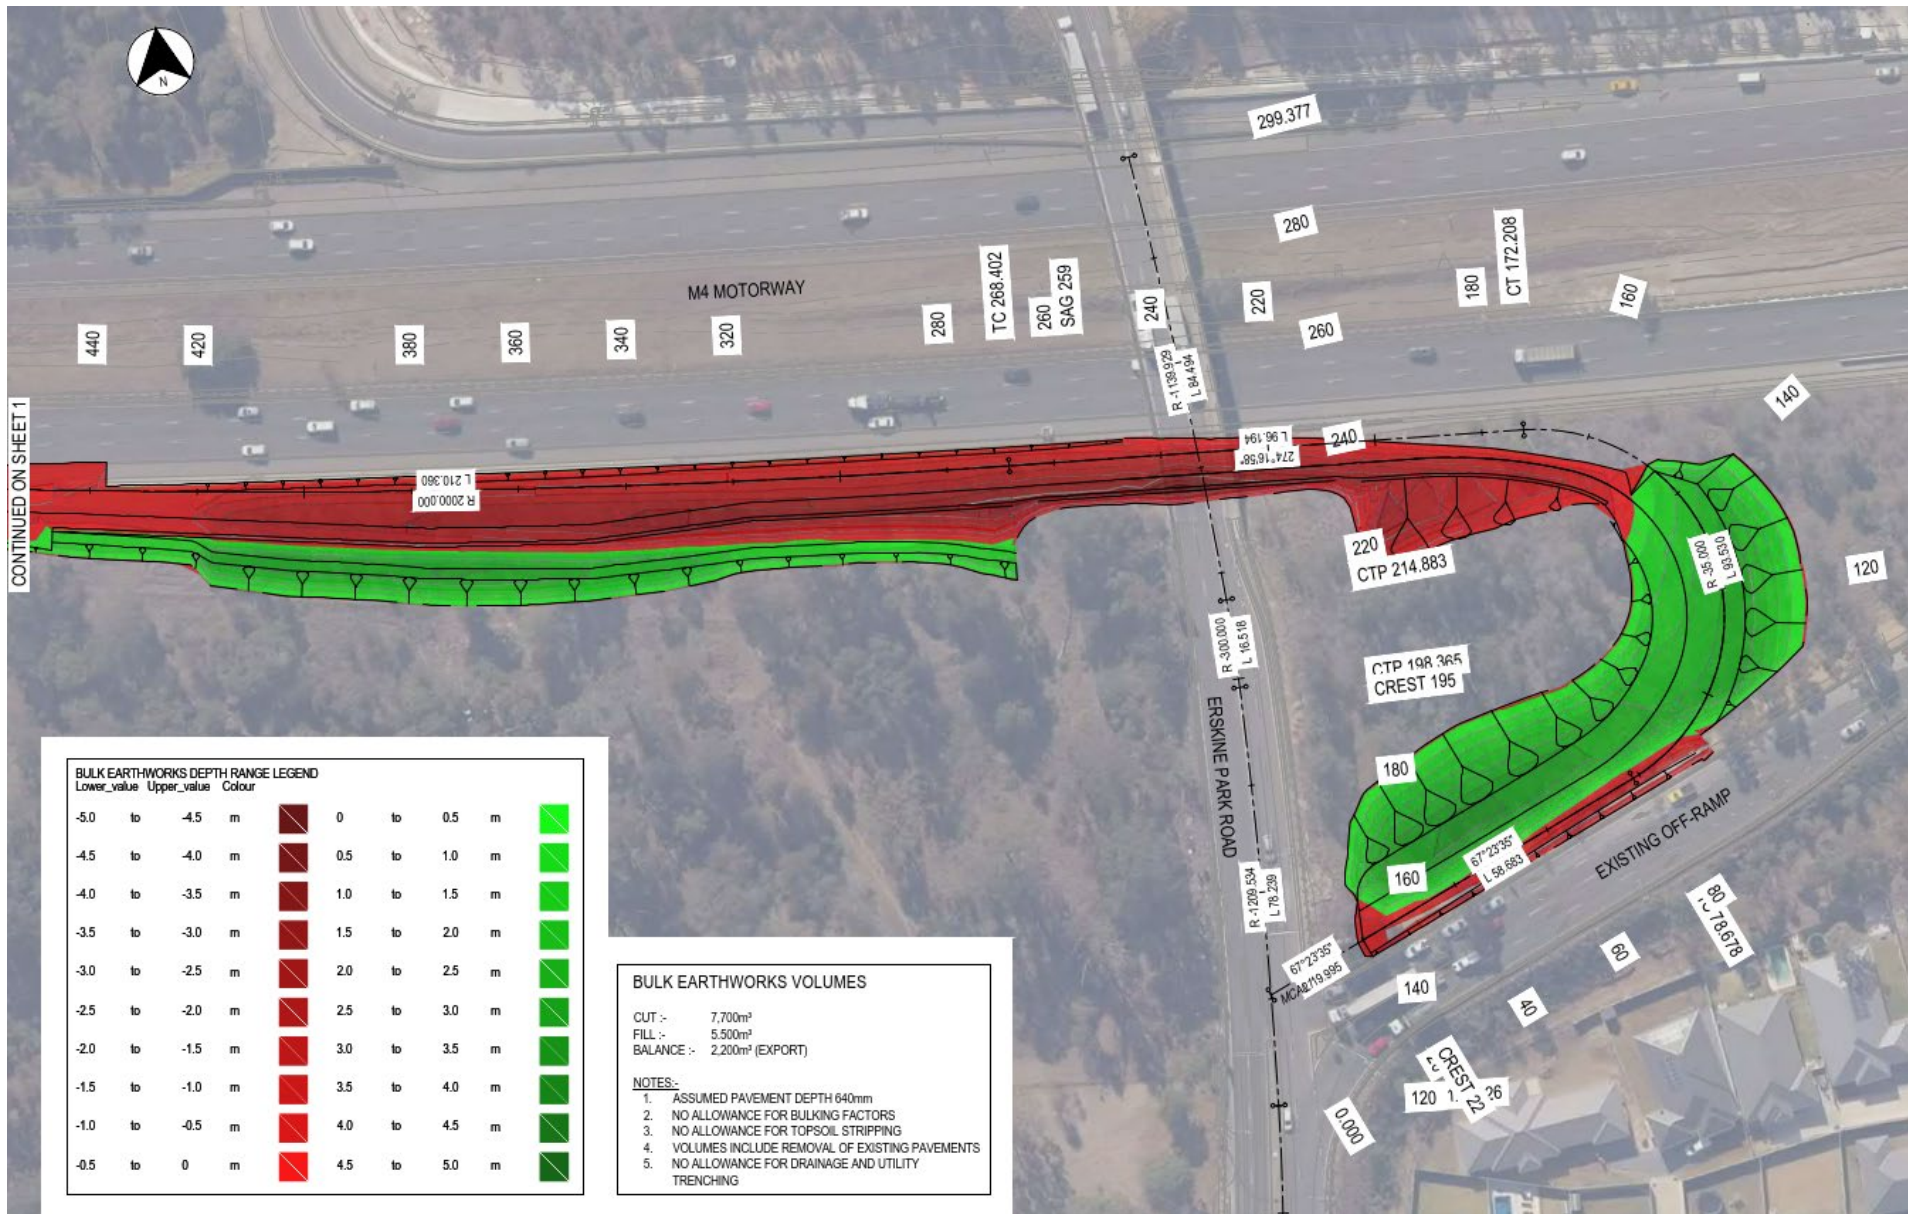 N
299.377
280
TC 268.402
260
SAG 259
240
220
180
CT 172.208
160
M4 MOTORWAY
440
420
380
360
340
320
280
260
R -1139.929
L 84.494
140
CONTINUED ON SHEET 1
L 210.360
R 2000.000
L 96.194
274°16'58"
240
220
CTP 214.883
R -35.000
L 93.530
120
R -300.000
L 16.518
CTP 198.365
CREST 195
ERSKINE PARK ROAD
180
160
67°23'35"
L 58.683
EXISTING OFF-RAMP
R -1209.534
L 78.239
67°23'35"
140
80
78.678
60
40
CREST 22
120
0.000
BULK EARTHWORKS DEPTH RANGE LEGEND
Lower_value Upper_value Colour
-5.0 to -4.5 m 0 to 0.5 m
-4.5 to -4.0 m 0.5 to 1.0 m
-4.0 to -3.5 m 1.0 to 1.5 m
-3.5 to -3.0 m 1.5 to 2.0 m
-3.0 to -2.5 m 2.0 to 2.5 m
-2.5 to -2.0 m 2.5 to 3.0 m
-2.0 to -1.5 m 3.0 to 3.5 m
-1.5 to -1.0 m 3.5 to 4.0 m
-1.0 to -0.5 m 4.0 to 4.5 m
-0.5 to 0 m 4.5 to 5.0 m
BULK EARTHWORKS VOLUMES
CUT :- 7,700m³
FILL :- 5.500m³
BALANCE :- 2,200m³ (EXPORT)
NOTES:-
1. ASSUMED PAVEMENT DEPTH 640mm
2. NO ALLOWANCE FOR BULKING FACTORS
3. NO ALLOWANCE FOR TOPSOIL STRIPPING
4. VOLUMES INCLUDE REMOVAL OF EXISTING PAVEMENTS
5. NO ALLOWANCE FOR DRAINAGE AND UTILITY
TRENCHING